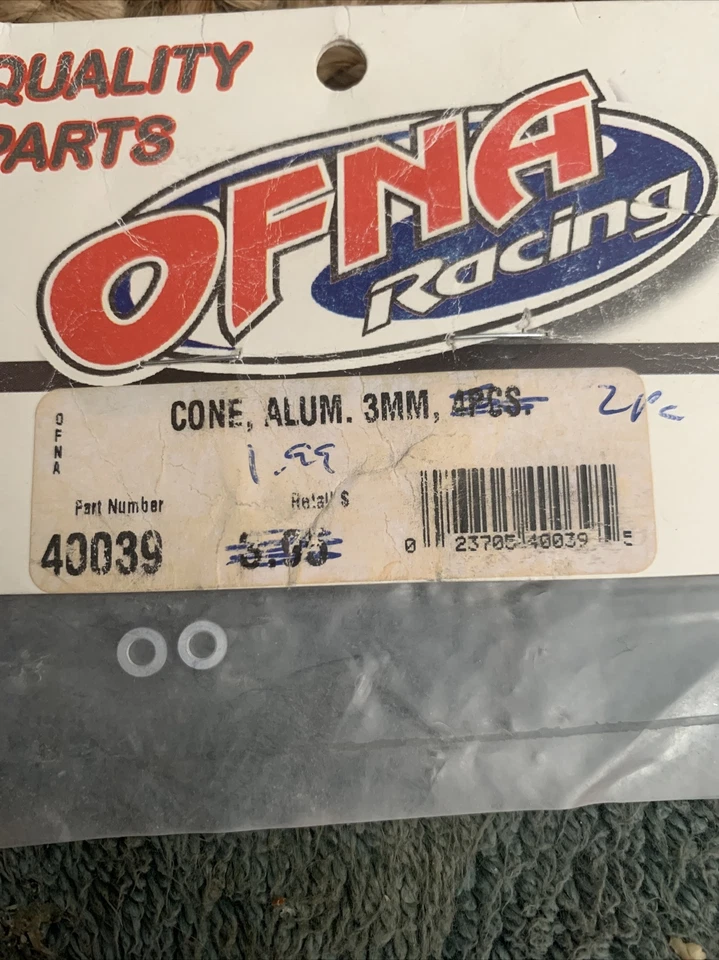 QUALITY
PARTS
OFNA
Racing
OFNA
CONE, ALUM. 3MM, 4PCS. 2pc
1.99
Part Number
Retail $
40039
0 23705 40039